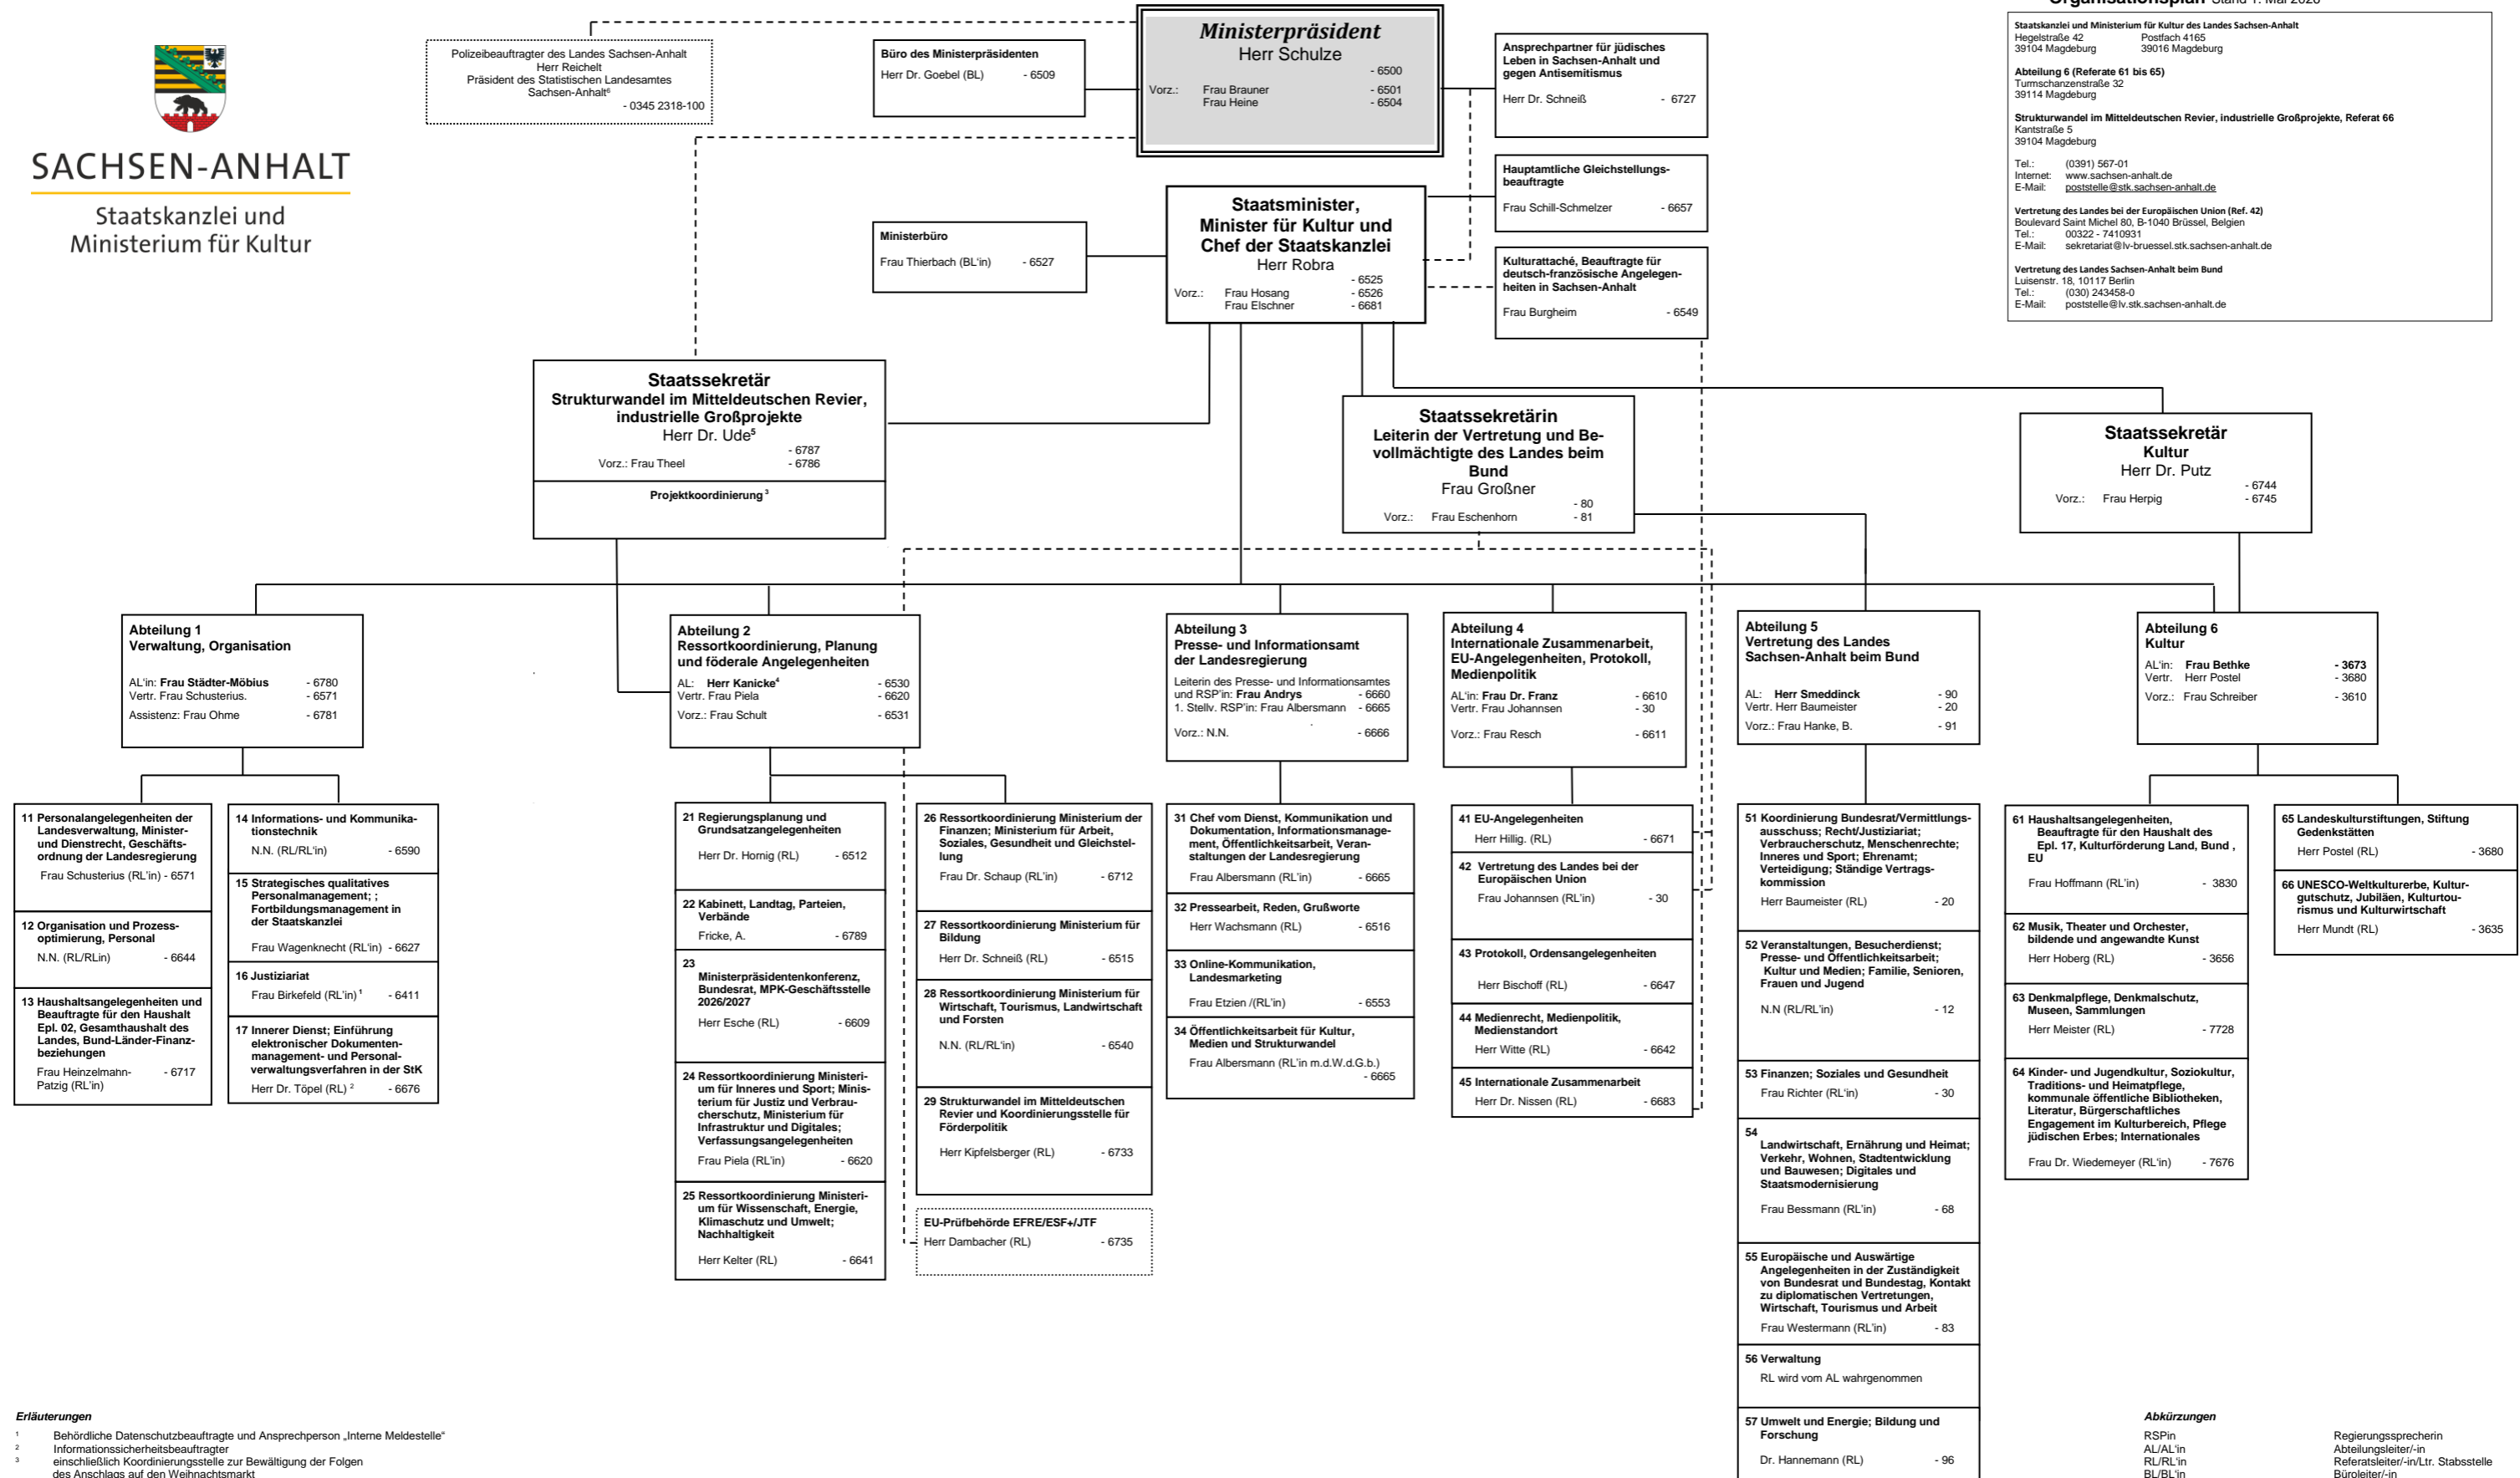 Organisationsplan Stand 1. Mai 2026
SACHSEN-ANHALT
Staatskanzlei und
Ministerium für Kultur
Polizeibeauftragter des Landes Sachsen-Anhalt
Herr Reichelt
Präsident des Statistischen Landesamtes
Sachsen-Anhalt⁶
- 0345 2318-100
Büro des Ministerpräsidenten
Herr Dr. Goebel (BL) - 6509
Ministerpräsident
Herr Schulze
- 6500
Vorz.: Frau Brauner - 6501
Frau Heine - 6504
Ansprechpartner für jüdisches
Leben in Sachsen-Anhalt und
gegen Antisemitismus
Herr Dr. Schneiß - 6727
Hauptamtliche Gleichstellungs-
beauftragte
Frau Schill-Schmelzer - 6657
Kulturattaché, Beauftragte für
deutsch-französische Angelegen-
heiten in Sachsen-Anhalt
Frau Burgheim - 6549
Staatskanzlei und Ministerium für Kultur des Landes Sachsen-Anhalt
Hegelstraße 42 Postfach 4165
39104 Magdeburg 39016 Magdeburg
Abteilung 6 (Referate 61 bis 65)
Turmschanzenstraße 32
39114 Magdeburg
Strukturwandel im Mitteldeutschen Revier, industrielle Großprojekte, Referat 66
Kantstraße 5
39104 Magdeburg
Tel.: (0391) 567-01
Internet: www.sachsen-anhalt.de
E-Mail: poststelle@stk.sachsen-anhalt.de
Vertretung des Landes bei der Europäischen Union (Ref. 42)
Boulevard Saint Michel 80, B-1040 Brüssel, Belgien
Tel.: 00322 - 7410931
E-Mail: sekretariat@lv-bruessel.stk.sachsen-anhalt.de
Vertretung des Landes Sachsen-Anhalt beim Bund
Luisenstr. 18, 10117 Berlin
Tel.: (030) 243458-0
E-Mail: poststelle@lv.stk.sachsen-anhalt.de
Ministerbüro
Frau Thierbach (BL'in) - 6527
Staatsminister,
Minister für Kultur und
Chef der Staatskanzlei
Herr Robra
- 6525
Vorz.: Frau Hosang - 6526
Frau Elschner - 6681
Staatssekretär
Strukturwandel im Mitteldeutschen Revier,
industrielle Großprojekte
Herr Dr. Ude⁵
- 6787
Vorz.: Frau Theel - 6786
Projektkoordinierung ³
Staatssekretärin
Leiterin der Vertretung und Be-
vollmächtigte des Landes beim
Bund
Frau Großner
- 80
Vorz.: Frau Eschenhorn - 81
Staatssekretär
Kultur
Herr Dr. Putz
- 6744
Vorz.: Frau Herpig - 6745
Abteilung 1
Verwaltung, Organisation
AL'in: Frau Städter-Möbius - 6780
Vertr. Frau Schusterius. - 6571
Assistenz: Frau Ohme - 6781
Abteilung 2
Ressortkoordinierung, Planung
und föderale Angelegenheiten
AL: Herr Kanicke⁴ - 6530
Vertr. Frau Piela - 6620
Vorz.: Frau Schult - 6531
Abteilung 3
Presse- und Informationsamt
der Landesregierung
Leiterin des Presse- und Informationsamtes
und RSP'in: Frau Andrys - 6660
1. Stellv. RSP'in: Frau Albersmann - 6665
Vorz.: N.N. - 6666
Abteilung 4
Internationale Zusammenarbeit,
EU-Angelegenheiten, Protokoll,
Medienpolitik
AL'in: Frau Dr. Franz - 6610
Vertr. Frau Johannsen - 30
Vorz.: Frau Resch - 6611
Abteilung 5
Vertretung des Landes
Sachsen-Anhalt beim Bund
AL: Herr Smeddinck - 90
Vertr. Herr Baumeister - 20
Vorz.: Frau Hanke, B. - 91
Abteilung 6
Kultur
AL'in: Frau Bethke - 3673
Vertr. Herr Postel - 3680
Vorz.: Frau Schreiber - 3610
11 Personalangelegenheiten der
Landesverwaltung, Minister-
und Dienstrecht, Geschäfts-
ordnung der Landesregierung
Frau Schusterius (RL'in) - 6571
12 Organisation und Prozess-
optimierung, Personal
N.N. (RL/RLin) - 6644
13 Haushaltsangelegenheiten und
Beauftragte für den Haushalt
Epl. 02, Gesamthaushalt des
Landes, Bund-Länder-Finanz-
beziehungen
Frau Heinzelmahn- - 6717
Patzig (RL'in)
14 Informations- und Kommunika-
tionstechnik
N.N. (RL/RL'in) - 6590
15 Strategisches qualitatives
Personalmanagement; ;
Fortbildungsmanagement in
der Staatskanzlei
Frau Wagenknecht (RL'in) - 6627
16 Justiziariat
Frau Birkefeld (RL'in) ¹ - 6411
17 Innerer Dienst; Einführung
elektronischer Dokumenten-
management- und Personal-
verwaltungsverfahren in der StK
Herr Dr. Töpel (RL) ² - 6676
21 Regierungsplanung und
Grundsatzangelegenheiten
Herr Dr. Hornig (RL) - 6512
22 Kabinett, Landtag, Parteien,
Verbände
Fricke, A. - 6789
23
Ministerpräsidentenkonferenz,
Bundesrat, MPK-Geschäftsstelle
2026/2027
Herr Esche (RL) - 6609
24 Ressortkoordinierung Ministeri-
um für Inneres und Sport; Minis-
terium für Justiz und Verbrau-
cherschutz, Ministerium für
Infrastruktur und Digitales;
Verfassungsangelegenheiten
Frau Piela (RL'in) - 6620
25 Ressortkoordinierung Ministeri-
um für Wissenschaft, Energie,
Klimaschutz und Umwelt;
Nachhaltigkeit
Herr Kelter (RL) - 6641
26 Ressortkoordinierung Ministerium der
Finanzen; Ministerium für Arbeit,
Soziales, Gesundheit und Gleichstel-
lung
Frau Dr. Schaup (RL'in) - 6712
27 Ressortkoordinierung Ministerium für
Bildung
Herr Dr. Schneiß (RL) - 6515
28 Ressortkoordinierung Ministerium für
Wirtschaft, Tourismus, Landwirtschaft
und Forsten
N.N. (RL/RL'in) - 6540
29 Strukturwandel im Mitteldeutschen
Revier und Koordinierungsstelle für
Förderpolitik
Herr Kipfelsberger (RL) - 6733
EU-Prüfbehörde EFRE/ESF+/JTF
Herr Dambacher (RL) - 6735
31 Chef vom Dienst, Kommunikation und
Dokumentation, Informationsmanage-
ment, Öffentlichkeitsarbeit, Veran-
staltungen der Landesregierung
Frau Albersmann (RL'in) - 6665
32 Pressearbeit, Reden, Grußworte
Herr Wachsmann (RL) - 6516
33 Online-Kommunikation,
Landesmarketing
Frau Etzien /(RL'in) - 6553
34 Öffentlichkeitsarbeit für Kultur,
Medien und Strukturwandel
Frau Albersmann (RL'in m.d.W.d.G.b.)
- 6665
41 EU-Angelegenheiten
Herr Hillig. (RL) - 6671
42 Vertretung des Landes bei der
Europäischen Union
Frau Johannsen (RL'in) - 30
43 Protokoll, Ordensangelegenheiten
Herr Bischoff (RL) - 6647
44 Medienrecht, Medienpolitik,
Medienstandort
Herr Witte (RL) - 6642
45 Internationale Zusammenarbeit
Herr Dr. Nissen (RL) - 6683
51 Koordinierung Bundesrat/Vermittlungs-
ausschuss; Recht/Justiziariat;
Verbraucherschutz, Menschenrechte;
Inneres und Sport; Ehrenamt;
Verteidigung; Ständige Vertrags-
kommission
Herr Baumeister (RL) - 20
52 Veranstaltungen, Besucherdienst;
Presse- und Öffentlichkeitsarbeit;
Kultur und Medien; Familie, Senioren,
Frauen und Jugend
N.N (RL/RL'in) - 12
53 Finanzen; Soziales und Gesundheit
Frau Richter (RL'in) - 30
54
Landwirtschaft, Ernährung und Heimat;
Verkehr, Wohnen, Stadtentwicklung
und Bauwesen; Digitales und
Staatsmodernisierung
Frau Bessmann (RL'in) - 68
55 Europäische und Auswärtige
Angelegenheiten in der Zuständigkeit
von Bundesrat und Bundestag, Kontakt
zu diplomatischen Vertretungen,
Wirtschaft, Tourismus und Arbeit
Frau Westermann (RL'in) - 83
56 Verwaltung
RL wird vom AL wahrgenommen
57 Umwelt und Energie; Bildung und
Forschung
Dr. Hannemann (RL) - 96
61 Haushaltsangelegenheiten,
Beauftragte für den Haushalt des
Epl. 17, Kulturförderung Land, Bund ,
EU
Frau Hoffmann (RL'in) - 3830
62 Musik, Theater und Orchester,
bildende und angewandte Kunst
Herr Hoberg (RL) - 3656
63 Denkmalpflege, Denkmalschutz,
Museen, Sammlungen
Herr Meister (RL) - 7728
64 Kinder- und Jugendkultur, Soziokultur,
Traditions- und Heimatpflege,
kommunale öffentliche Bibliotheken,
Literatur, Bürgerschaftliches
Engagement im Kulturbereich, Pflege
jüdischen Erbes; Internationales
Frau Dr. Wiedemeyer (RL'in) - 7676
65 Landeskulturstiftungen, Stiftung
Gedenkstätten
Herr Postel (RL) - 3680
66 UNESCO-Weltkulturerbe, Kultur-
gutschutz, Jubiläen, Kulturtou-
rismus und Kulturwirtschaft
Herr Mundt (RL) - 3635
Erläuterungen
¹ Behördliche Datenschutzbeauftragte und Ansprechperson „Interne Meldestelle“
² Informationssicherheitsbeauftragter
³ einschließlich Koordinierungsstelle zur Bewältigung der Folgen
des Anschlags auf den Weihnachtsmarkt
Abkürzungen
RSPin Regierungssprecherin
AL/AL'in Abteilungsleiter/-in
RL/RL'in Referatsleiter/-in/Ltr. Stabsstelle
BL/BL'in Büroleiter/-in